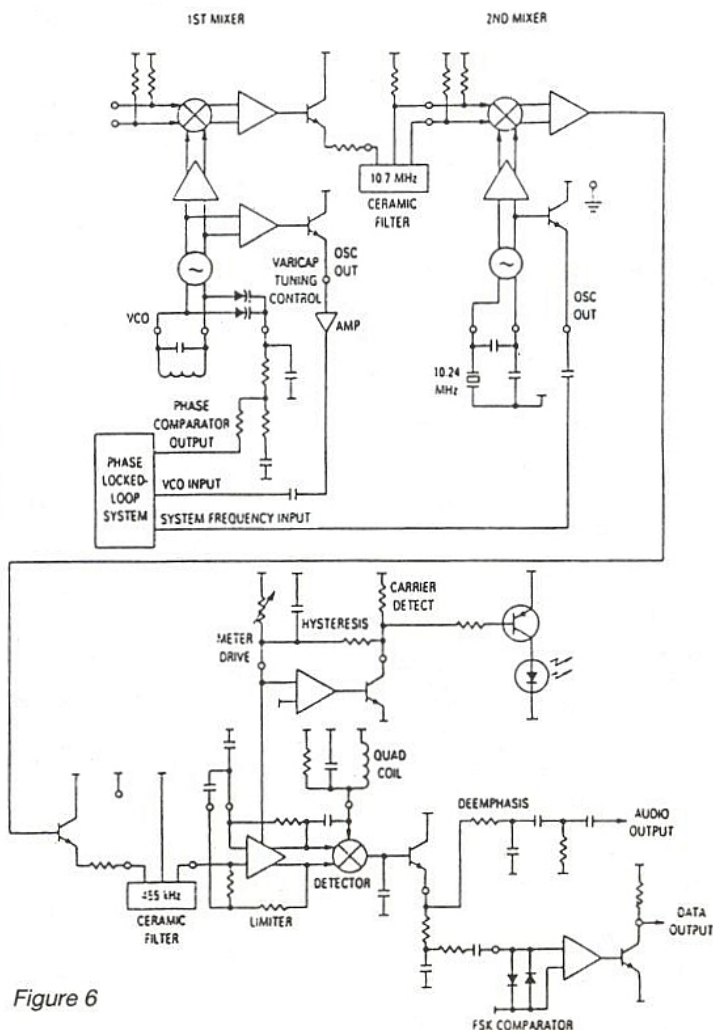 1ST MIXER
2ND MIXER
10.7 MHz
CERAMIC
FILTER
VARICAP
TUNING
CONTROL
OSC
OUT
VCO
AMP
OSC
OUT
10.24
MHz
PHASE
COMPARATOR
OUTPUT
PHASE
LOCKED-
LOOP
SYSTEM
VCO INPUT
SYSTEM FREQUENCY INPUT
CARRIER
DETECT
HYSTERESIS
METER
DRIVE
QUAD
COIL
DEEMPHASIS
AUDIO
OUTPUT
455 kHz
CERAMIC
FILTER
LIMITER
DETECTOR
DATA
OUTPUT
FSK COMPARATOR
Figure 6